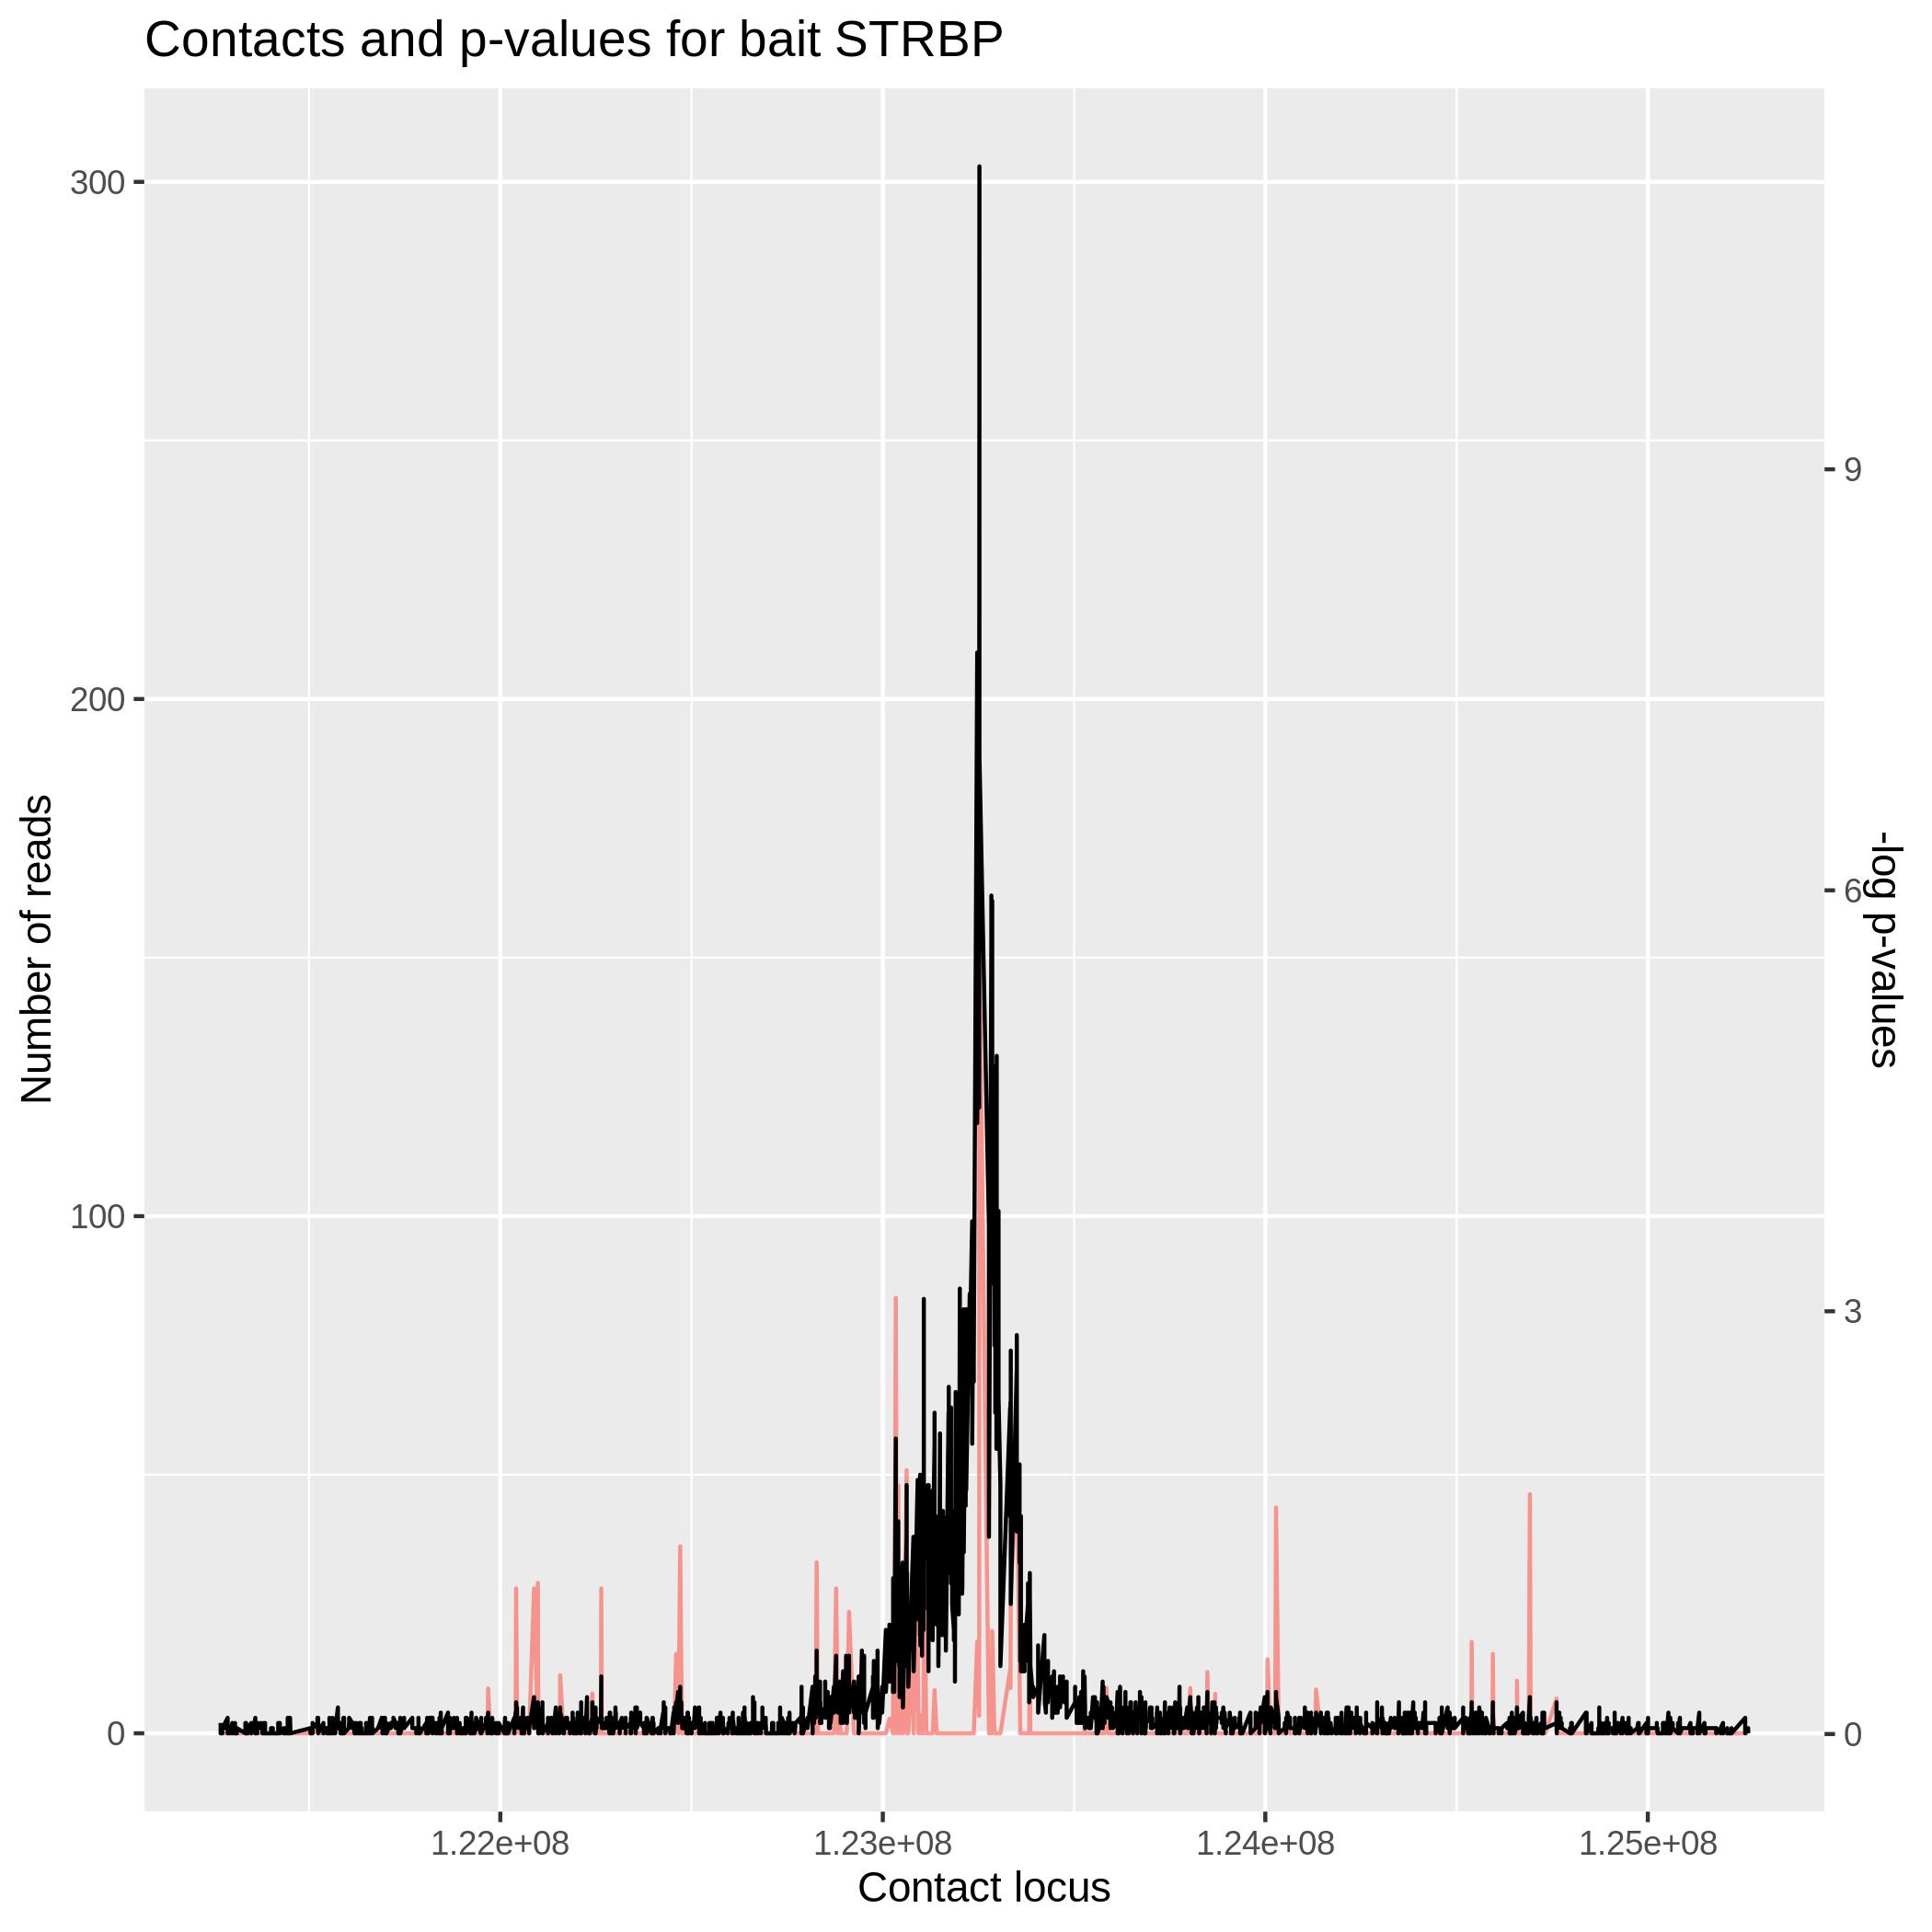 Contacts and p-values for bait STRBP
300
200
100
0
Number of reads
9
6
3
0
-log p-values
1.22e+08
1.23e+08
1.24e+08
1.25e+08
Contact locus